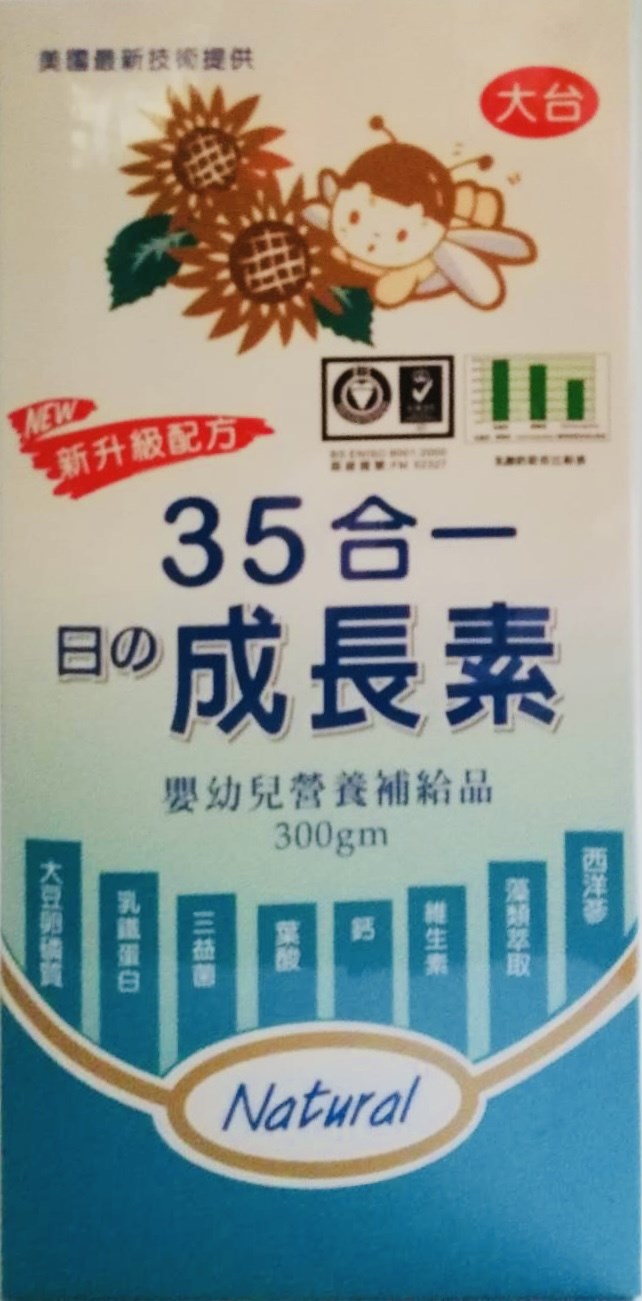 美國最新技術提供
大台
NEW
新升級配方
35合一
日の成長素
嬰幼兒營養補給品
300gm
大豆卵磷質
乳鐵蛋白
三益菌
葉酸
鈣
維生素
藻類萃取
西洋蔘
Natural